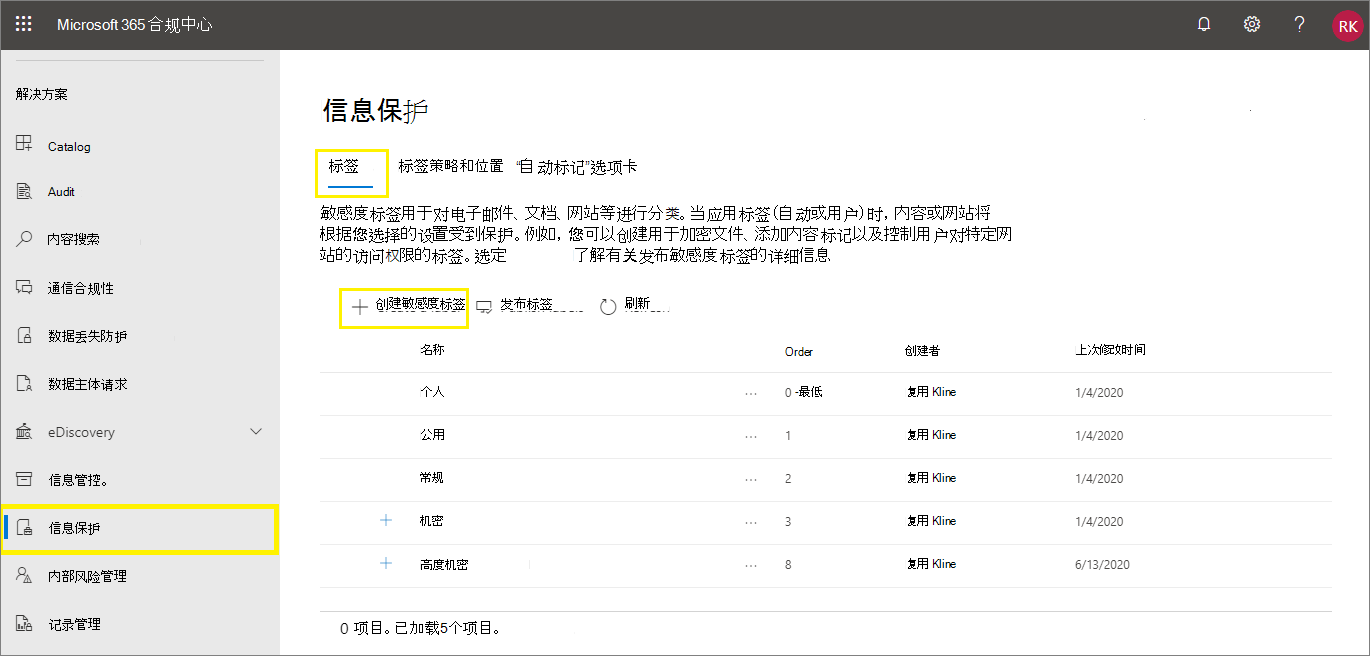 Microsoft 365 合规中心
?
RK
解决方案
Catalog
Audit
内容搜索
通信合规性
数据丢失防护
数据主体请求
eDiscovery
信息管控。
信息保护
内部风险管理
记录管理
信息保护
标签 标签策略和位置 “自动标记”选项卡
敏感度标签用于对电子邮件、文档、网站等进行分类。当应用标签(自动或用户)时, 内容或网站将
根据您选择的设置受到保护。例如, 您可以创建用于加密文件、添加内容标记以及控制用户对特定网
站的访问权限的标签。选定 了解有关发布敏感度标签的详细信息
创建敏感度标签 发布标签 刷新
名称 Order 创建者 上次修改时间
个人 ... 0 -最低 复用 Kline 1/4/2020
公用 ... 1 复用 Kline 1/4/2020
常规 ... 2 复用 Kline 1/4/2020
机密 ... 3 复用 Kline 1/4/2020
高度机密 ... 8 复用 Kline 6/13/2020
0 项目。已加载5个项目。